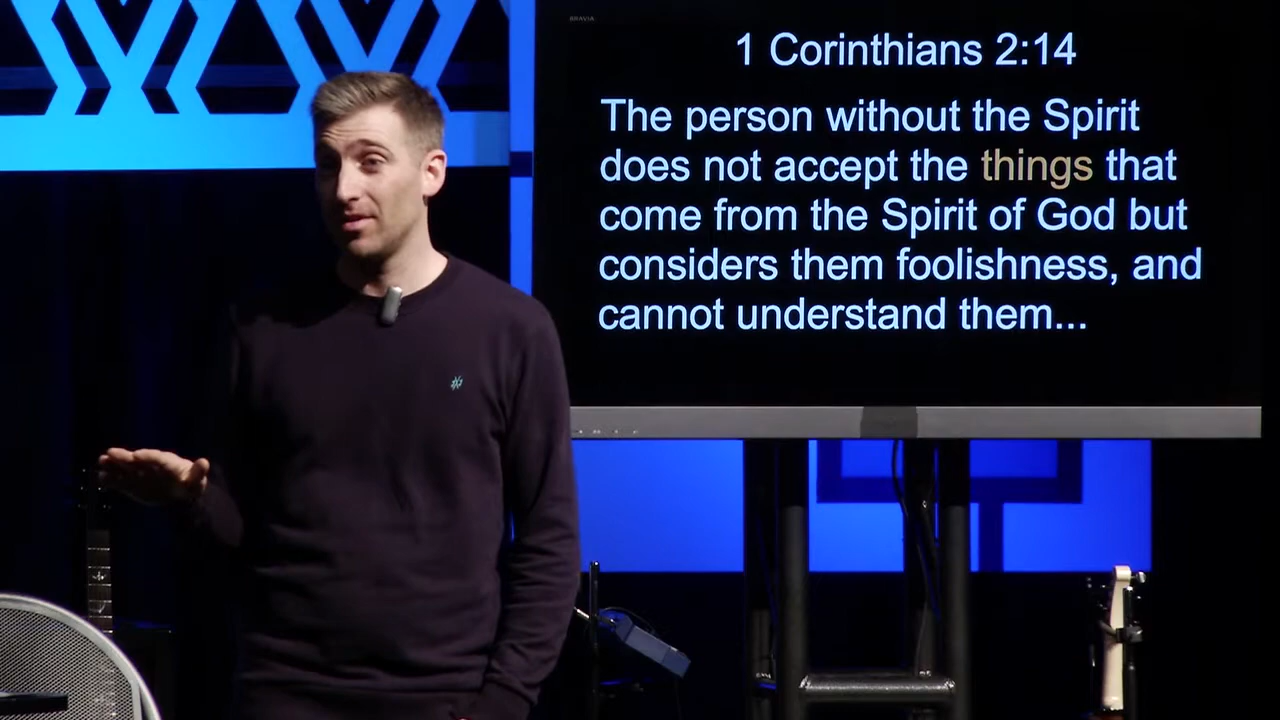 BRAVIA
1 Corinthians 2:14
The person without the Spirit
does not accept the things that
come from the Spirit of God but
considers them foolishness, and
cannot understand them...